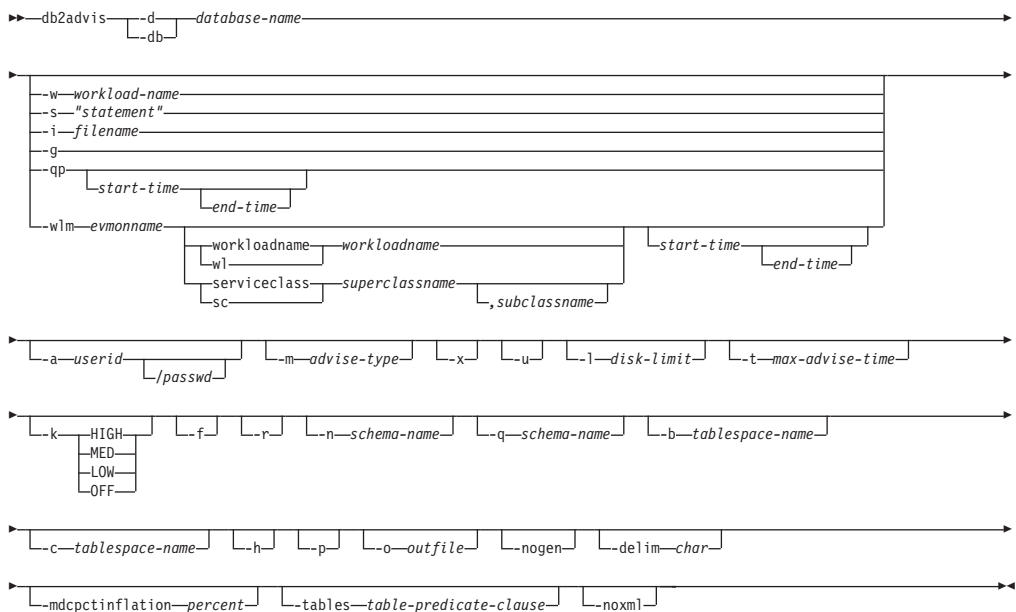 db2advis -d database-name
-db
-w workload-name
-s "statement"
-i filename
-g
-qp
start-time
end-time
-wlm evmonname
workloadname workloadname start-time
wl end-time
serviceclass superclassname
sc ,subclassname
-a userid -m advise-type -x -u -l disk-limit -t max-advise-time
/passwd
-k HIGH -f -r -n schema-name -q schema-name -b tablespace-name
MED
LOW
OFF
-c tablespace-name -h -p -o outfile -nogen -delim char
-mdcpctinflation percent -tables table-predicate-clause -noxml